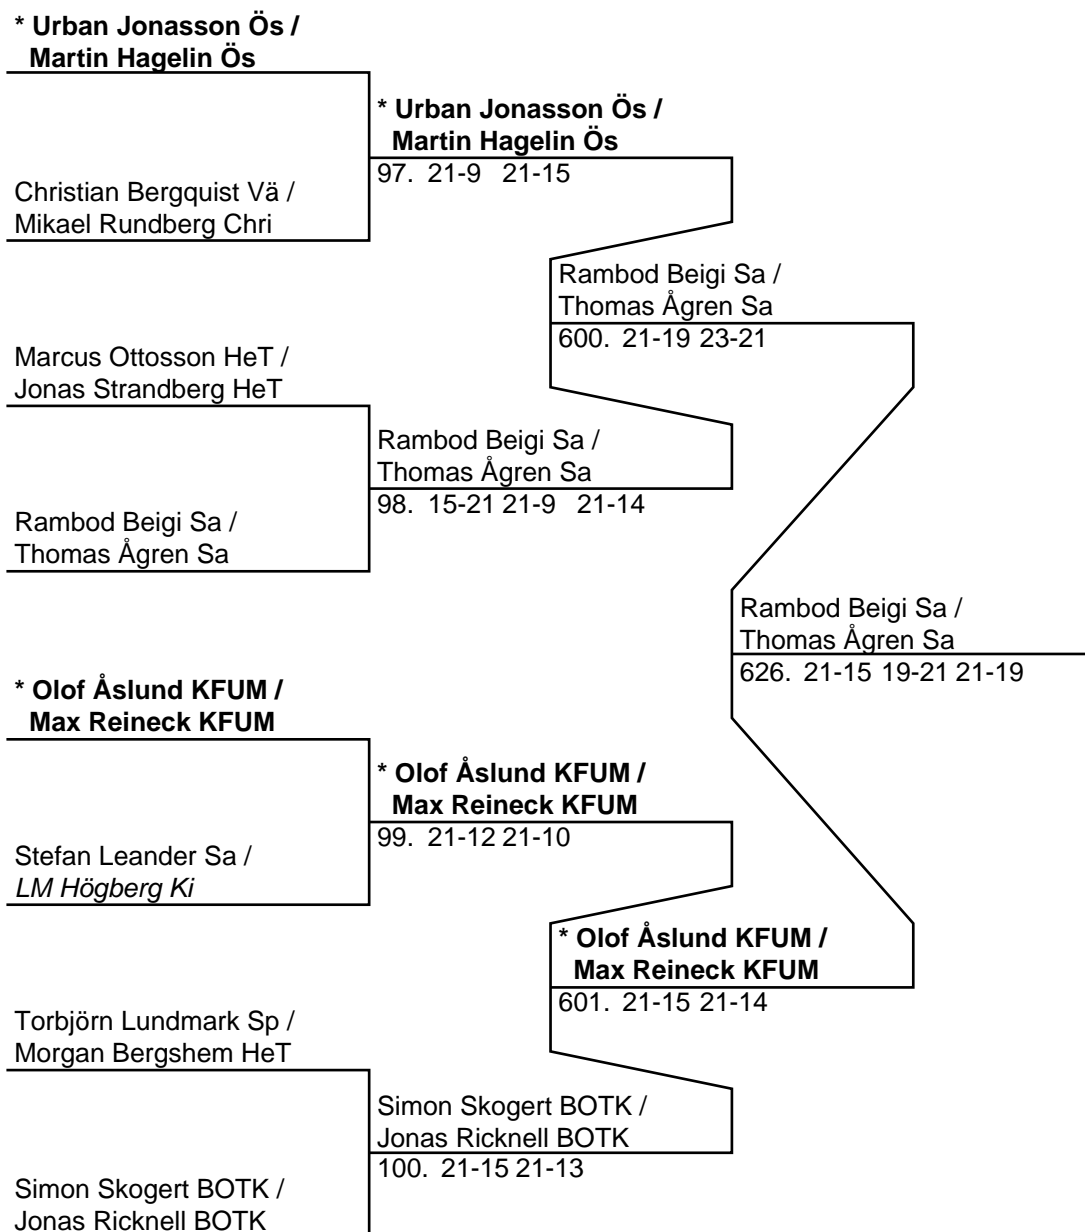 * Urban Jonasson Ös /
Martin Hagelin Ös
* Urban Jonasson Ös /
Martin Hagelin Ös
97. 21-9 21-15
Christian Bergquist Vä /
Mikael Rundberg Chri
Rambod Beigi Sa /
Thomas Ågren Sa
600. 21-19 23-21
Marcus Ottosson HeT /
Jonas Strandberg HeT
Rambod Beigi Sa /
Thomas Ågren Sa
98. 15-21 21-9 21-14
Rambod Beigi Sa /
Thomas Ågren Sa
Rambod Beigi Sa /
Thomas Ågren Sa
626. 21-15 19-21 21-19
* Olof Åslund KFUM /
Max Reineck KFUM
* Olof Åslund KFUM /
Max Reineck KFUM
99. 21-12 21-10
Stefan Leander Sa /
LM Högberg Ki
* Olof Åslund KFUM /
Max Reineck KFUM
601. 21-15 21-14
Torbjörn Lundmark Sp /
Morgan Bergshem HeT
Simon Skogert BOTK /
Jonas Ricknell BOTK
100. 21-15 21-13
Simon Skogert BOTK /
Jonas Ricknell BOTK